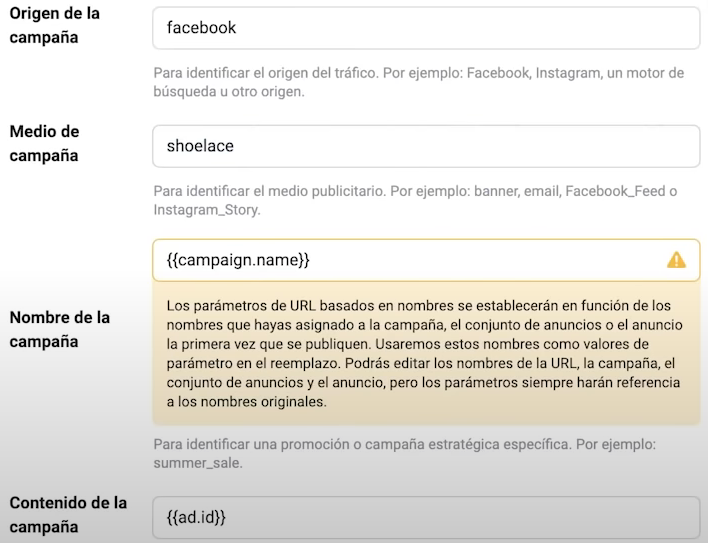 Origen de la
campaña
facebook
Para identificar el origen del tráfico. Por ejemplo: Facebook, Instagram, un motor de
búsqueda u otro origen.
Medio de
campaña
shoelace
Para identificar el medio publicitario. Por ejemplo: banner, email, Facebook_Feed o
Instagram_Story.
Nombre de la
campaña
{{campaign.name}}
Los parámetros de URL basados en nombres se establecerán en función de los
nombres que hayas asignado a la campaña, el conjunto de anuncios o el anuncio
la primera vez que se publiquen. Usaremos estos nombres como valores de
parámetro en el reemplazo. Podrás editar los nombres de la URL, la campaña, el
conjunto de anuncios y el anuncio, pero los parámetros siempre harán referencia
a los nombres originales.
Para identificar una promoción o campaña estratégica específica. Por ejemplo:
summer_sale.
Contenido de la
campaña
{{ad.id}}